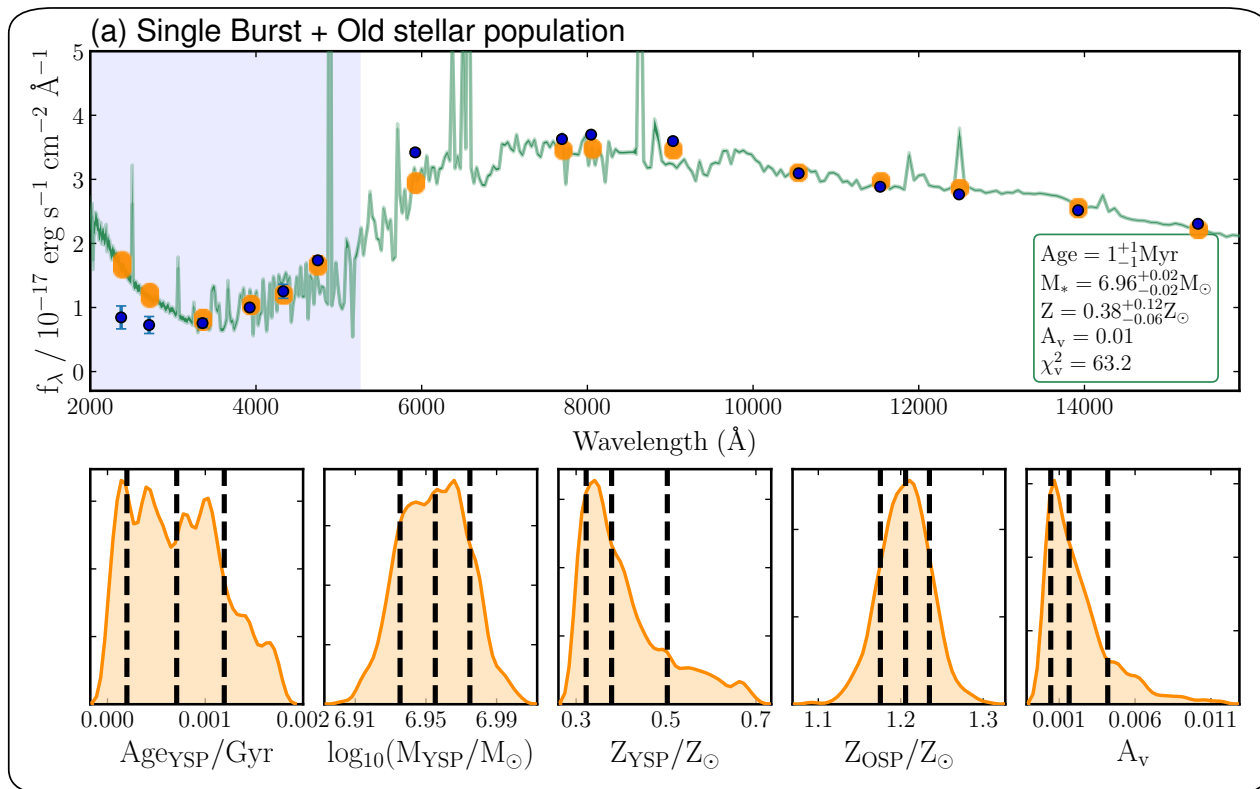 (a) Single Burst + Old stellar population
f_λ / 10⁻¹⁷ erg s⁻¹ cm⁻² Å−1
5
4
3
2
1
0
Age = 1⁺¹₋₁Myr
M_* = 6.96^{+0.02}_{-0.02}M_⊙
Z = 0.38^{+0.12}_{-0.06}Z_⊙
A_v = 0.01
χ²_v = 63.2
2000 4000 6000 8000 10000 12000 14000
Wavelength (Å)
0.000 0.001 0.002 6.91 6.95 6.99 0.3 0.5 0.7 1.1 1.2 1.3 0.001 0.006 0.011
Age_YSP/Gyr log₁₀(M_YSP/M_⊙) Z_YSP/Z_⊙ Z_OSP/Z_⊙ A_v